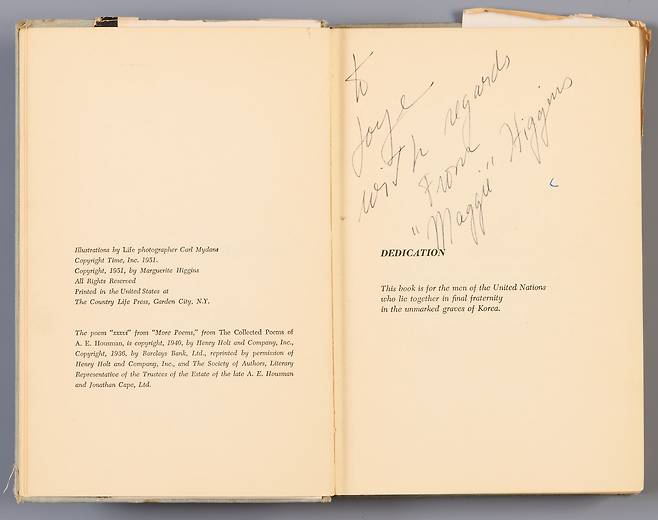 Illustrations by Life photographer Carl Mydans
Copyright Time, Inc. 1951.
Copyright, 1951, by Marguerite Higgins
All Rights Reserved
Printed in the United States at
The Country Life Press, Garden City, N.Y.
The poem "xxxvi" from "More Poems," from The Collected Poems of
A. E. Housman, is copyright, 1940, by Henry Holt and Company, Inc.,
Copyright, 1936, by Barclays Bank, Ltd., reprinted by permission of
Henry Holt and Company, Inc., and The Society of Authors, Literary
Representative of the Trustees of the Estate of the late A. E. Housman
and Jonathan Cape, Ltd.
to
Joyce
with regards
From
"Maggie" Higgins
DEDICATION
This book is for the men of the United Nations
who lie together in final fraternity
in the unmarked graves of Korea.